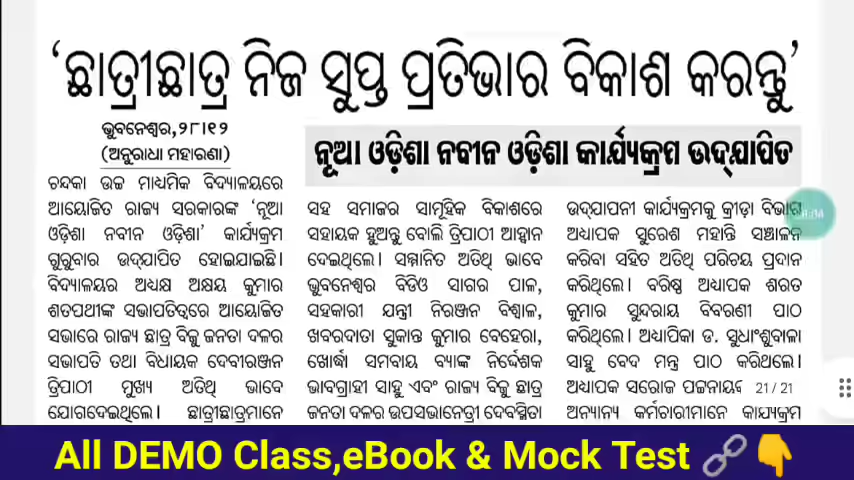 ‘ଛାତ୍ରୀଛାତ୍ର ନିଜ ସୁପ୍ତ ପ୍ରତିଭାର ବିକାଶ କରନ୍ତୁ’
ଭୁବନେଶ୍ୱର,୨୮।୧୨
(ଅନୁରାଧା ମହାରଣା)
ନୂଆ ଓଡ଼ିଶା ନବୀନ ଓଡ଼ିଶା କାର୍ଯ୍ୟକ୍ରମ ଉଦ୍‌ଯାପିତ
ଚନ୍ଦକା ଉଚ୍ଚ ମାଧ୍ୟମିକ ବିଦ୍ୟାଳୟରେ
ଆୟୋଜିତ ରାଜ୍ୟ ସରକାରଙ୍କ ‘ନୂଆ
ଓଡ଼ିଶା ନବୀନ ଓଡ଼ିଶା’ କାର୍ଯ୍ୟକ୍ରମ
ଗୁରୁବାର ଉଦ୍‌ଯାପିତ ହୋଇଯାଇଛି।
ବିଦ୍ୟାଳୟର ଅଧ୍ୟକ୍ଷ ଅକ୍ଷୟ କୁମାର
ଶତପଥୀଙ୍କ ସଭାପତିତ୍ୱରେ ଆୟୋଜିତ
ସଭାରେ ରାଜ୍ୟ ଛାତ୍ର ବିଜୁ ଜନତା ଦଳର
ସଭାପତି ତଥା ବିଧାୟକ ଦେବୀରଞ୍ଜନ
ତ୍ରିପାଠୀ ମୁଖ୍ୟ ଅତିଥି ଭାବେ
ଯୋଗଦେଇଥିଲେ। ଛାତ୍ରୀଛାତ୍ରମାନେ
ସହ ସମାଜର ସାମୂହିକ ବିକାଶରେ
ସହାୟକ ହୁଅନ୍ତୁ ବୋଲି ତ୍ରିପାଠୀ ଆହ୍ୱାନ
ଦେଇଥିଲେ। ସମ୍ମାନିତ ଅତିଥି ଭାବେ
ଭୁବନେଶ୍ୱର ବିଡିଓ ସାଗର ପାଳ,
ସହକାରୀ ଯନ୍ତ୍ରୀ ନିରଞ୍ଜନ ବିଶ୍ୱାଳ,
ଖବରଦାତା ସୁକାନ୍ତ କୁମାର ବେହେରା,
ଖୋର୍ଦ୍ଧା ସମବାୟ ବ୍ୟାଙ୍କ ନିର୍ଦ୍ଦେଶକ
ଭାବଗ୍ରାହୀ ସାହୁ ଏବଂ ରାଜ୍ୟ ବିଜୁ ଛାତ୍ର
ଜନତା ଦଳର ଉପସଭାନେତ୍ରୀ ଦେବସ୍ମିତା
ଉଦ୍‌ଯାପନୀ କାର୍ଯ୍ୟକ୍ରମକୁ କ୍ରୀଡ଼ା ବିଭାଗ
ଅଧ୍ୟାପକ ସୁରେଶ ମହାନ୍ତି ସଞ୍ଚାଳନ
କରିବା ସହିତ ଅତିଥି ପରିଚୟ ପ୍ରଦାନ
କରିଥିଲେ। ବରିଷ୍ଠ ଅଧ୍ୟାପକ ଶରତ
କୁମାର ସୁନ୍ଦରାୟ ବିବରଣୀ ପାଠ
କରିଥିଲେ। ଅଧ୍ୟାପିକା ଡ. ସୁଧାଂଶୁବାଳା
ସାହୁ ବେଦ ମନ୍ତ୍ର ପାଠ କରିଥଲେ।
ଅଧ୍ୟାପକ ସରୋଜ ପଟ୍ଟନାୟକ 21 / 21
ଅନ୍ୟାନ୍ୟ କର୍ମଚାରୀମାନେ କାର୍ଯ୍ୟକ୍ରମ
All DEMO Class,eBook & Mock Test 🔗👇